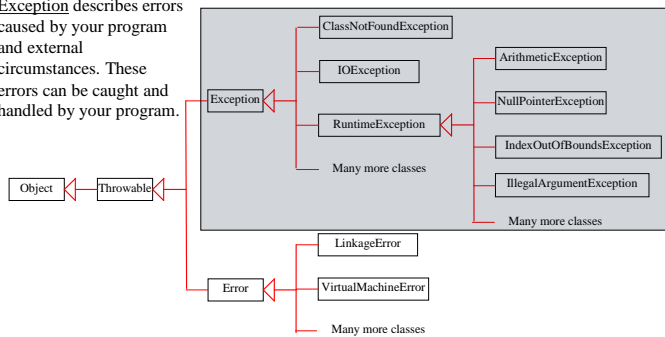 Exception describes errors
caused by your program
and external
circumstances. These
errors can be caught and
handled by your program.
ClassNotFoundException
IOException
ArithmeticException
Exception
NullPointerException
RuntimeException
IndexOutOfBoundsException
Many more classes
IllegalArgumentException
Object
Throwable
Many more classes
LinkageError
Error
VirtualMachineError
Many more classes